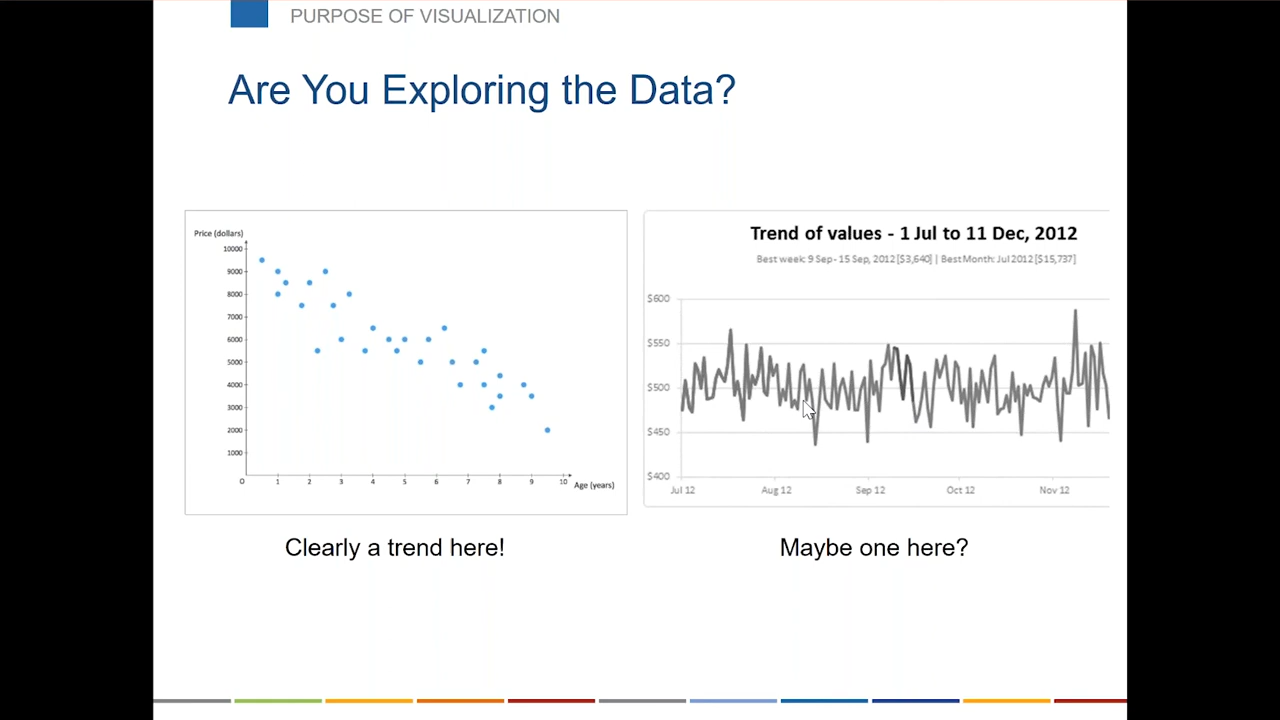 PURPOSE OF VISUALIZATION
Are You Exploring the Data?
Price (dollars)
10000
9000
8000
7000
6000
5000
4000
3000
2000
1000
0
1 2 3 4 5 6 7 8 9 10
Age (years)
Clearly a trend here!
Trend of values - 1 Jul to 11 Dec, 2012
Best week: 9 Sep - 15 Sep, 2012 [$3,640] | Best Month: Jul 2012 [$15,737]
$600
$550
$500
$450
$400
Jul 12 Aug 12 Sep 12 Oct 12 Nov 12
Maybe one here?